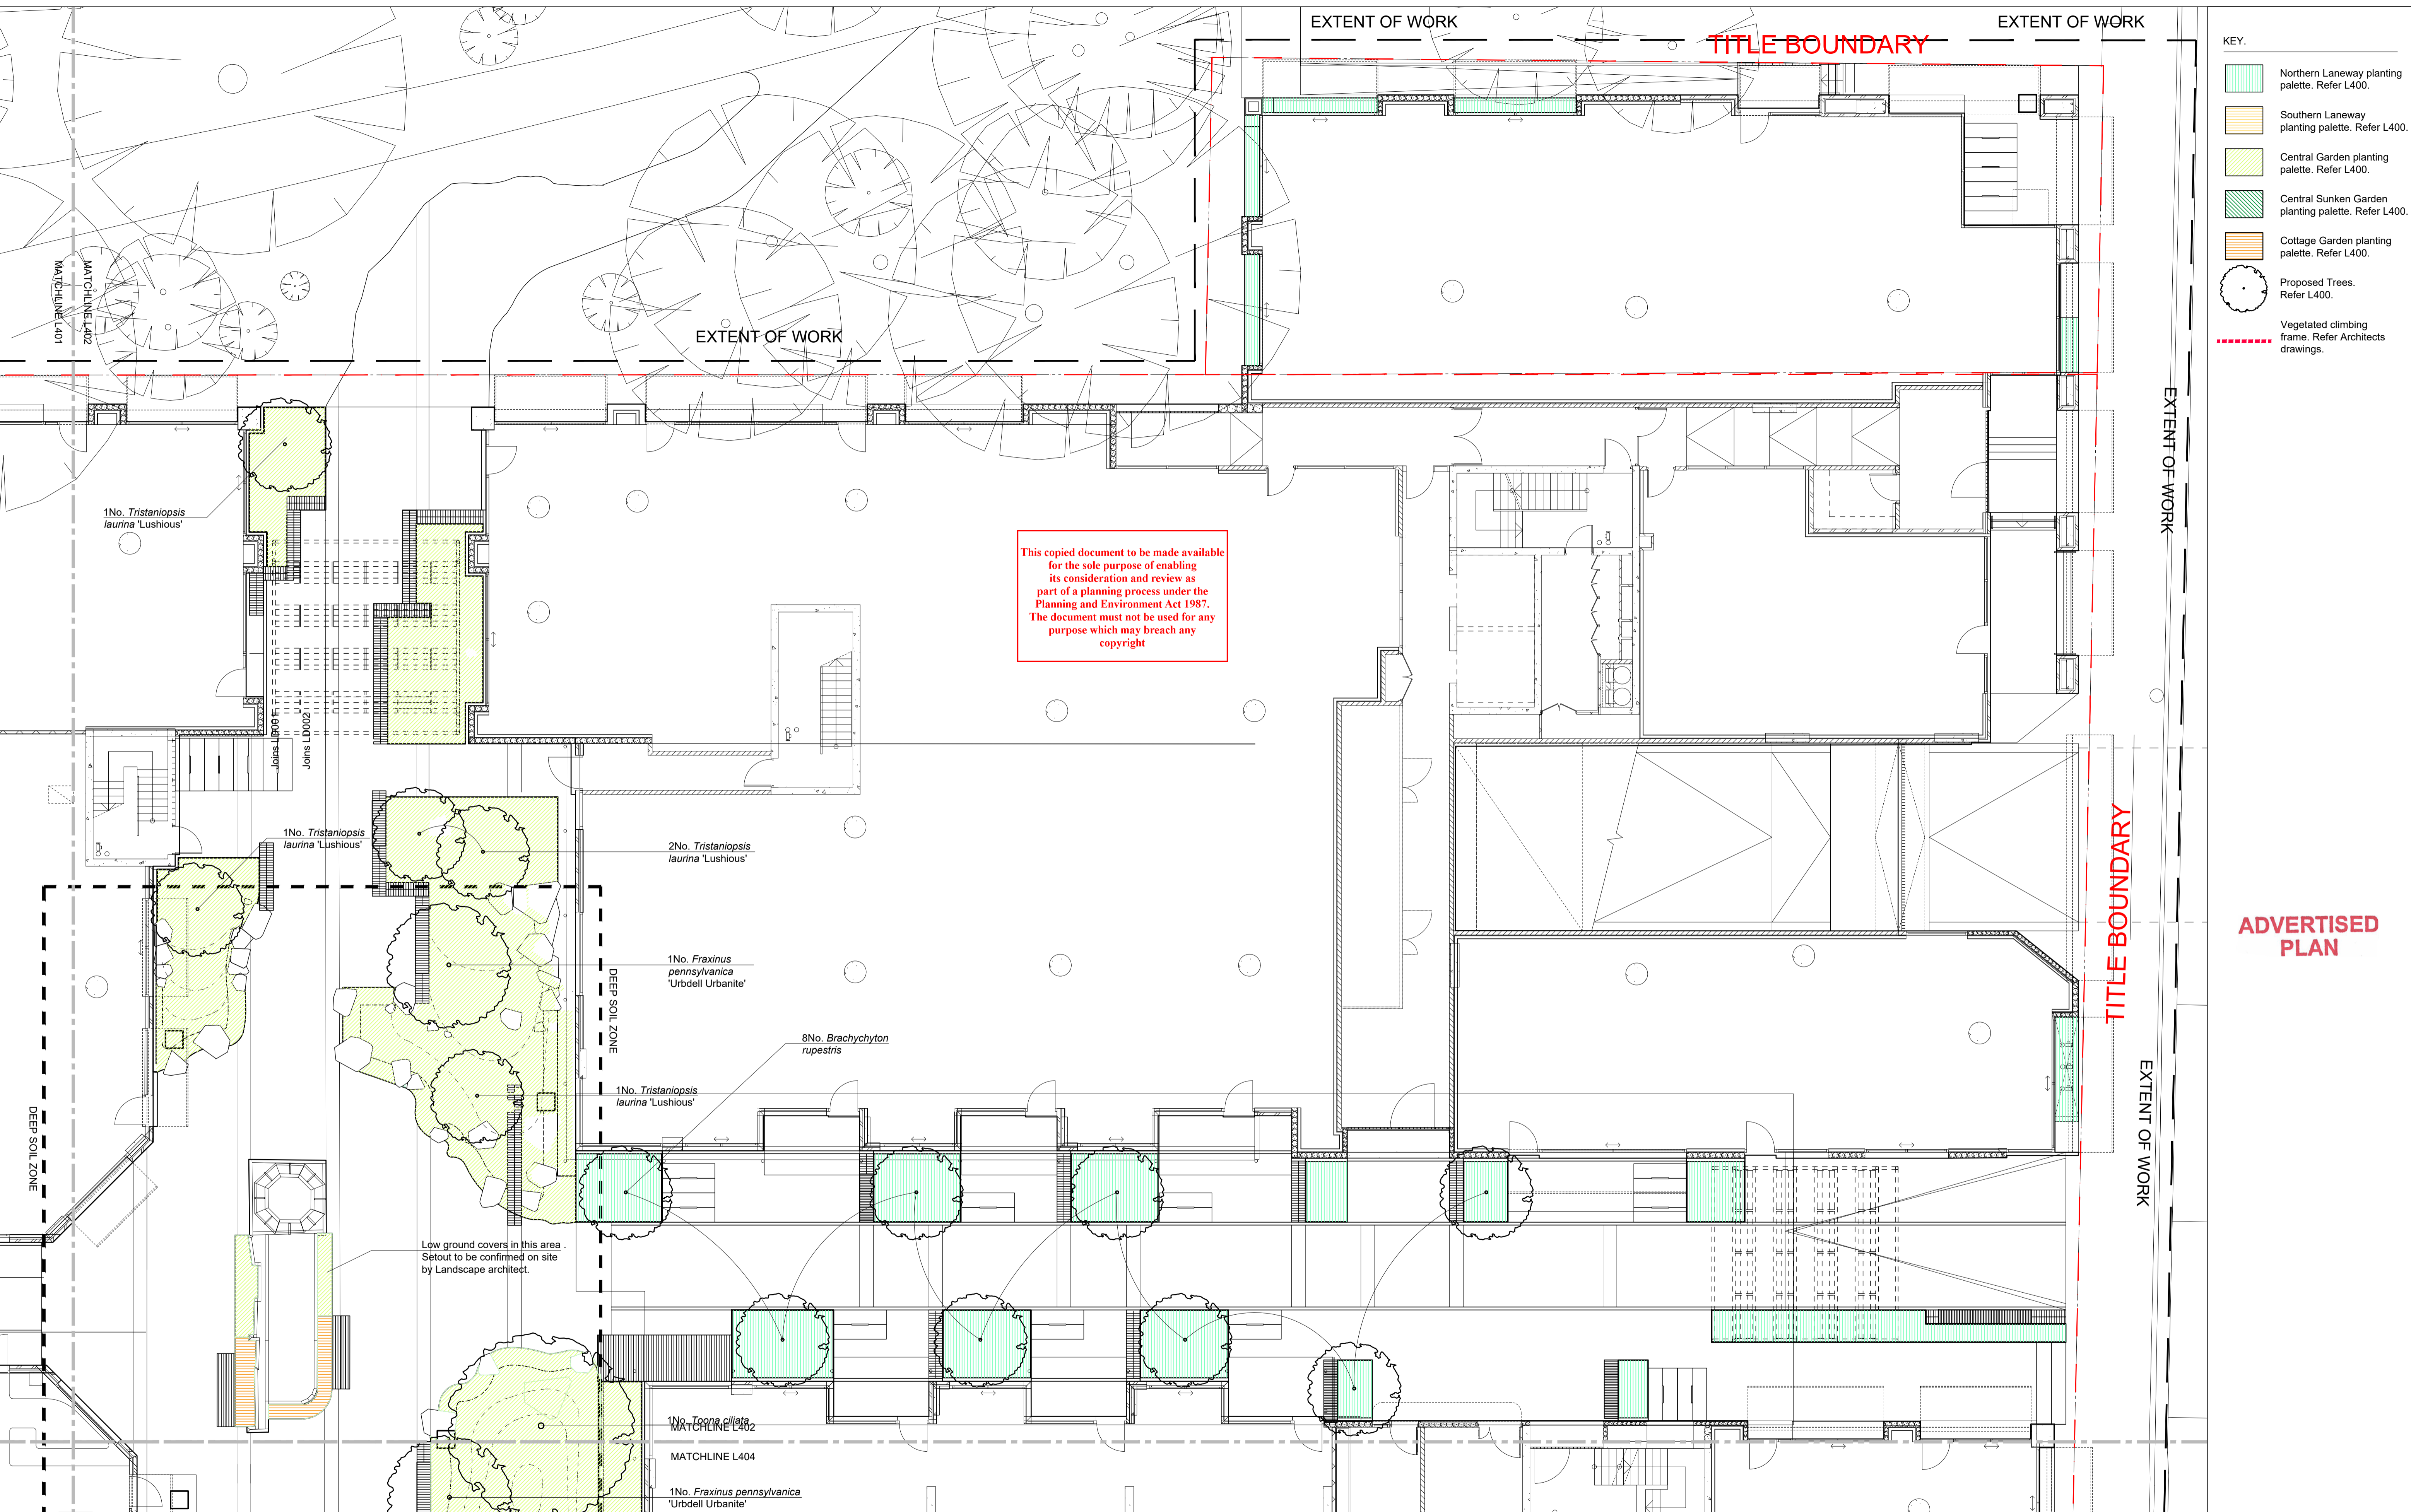 EXTENT OF WORK
EXTENT OF WORK
TITLE BOUNDARY
KEY.
Northern Laneway planting
palette. Refer L400.
Southern Laneway
planting palette. Refer L400.
Central Garden planting
palette. Refer L400.
Central Sunken Garden
planting palette. Refer L400.
Cottage Garden planting
palette. Refer L400.
Proposed Trees.
Refer L400.
Vegetated climbing
frame. Refer Architects
drawings.
MATCHLINE L401
MATCHLINE L402
EXTENT OF WORK
EXTENT OF WORK
1No. Tristaniopsis
laurina 'Lushious'
This copied document to be made available
for the sole purpose of enabling
its consideration and review as
part of a planning process under the
Planning and Environment Act 1987.
The document must not be used for any
purpose which may breach any
copyright
Joins L0001
Joins L0002
1No. Tristaniopsis
laurina 'Lushious'
2No. Tristaniopsis
laurina 'Lushious'
TITLE BOUNDARY
ADVERTISED
PLAN
1No. Fraxinus
pennsylvanica
'Urbdell Urbanite'
DEEP SOIL ZONE
8No. Brachychyton
rupestris
1No. Tristaniopsis
laurina 'Lushious'
DEEP SOIL ZONE
EXTENT OF WORK
Low ground covers in this area .
Setout to be confirmed on site
by Landscape architect.
1No. Toona ciliata
MATCHLINE L402
MATCHLINE L404
1No. Fraxinus pennsylvanica
'Urbdell Urbanite'